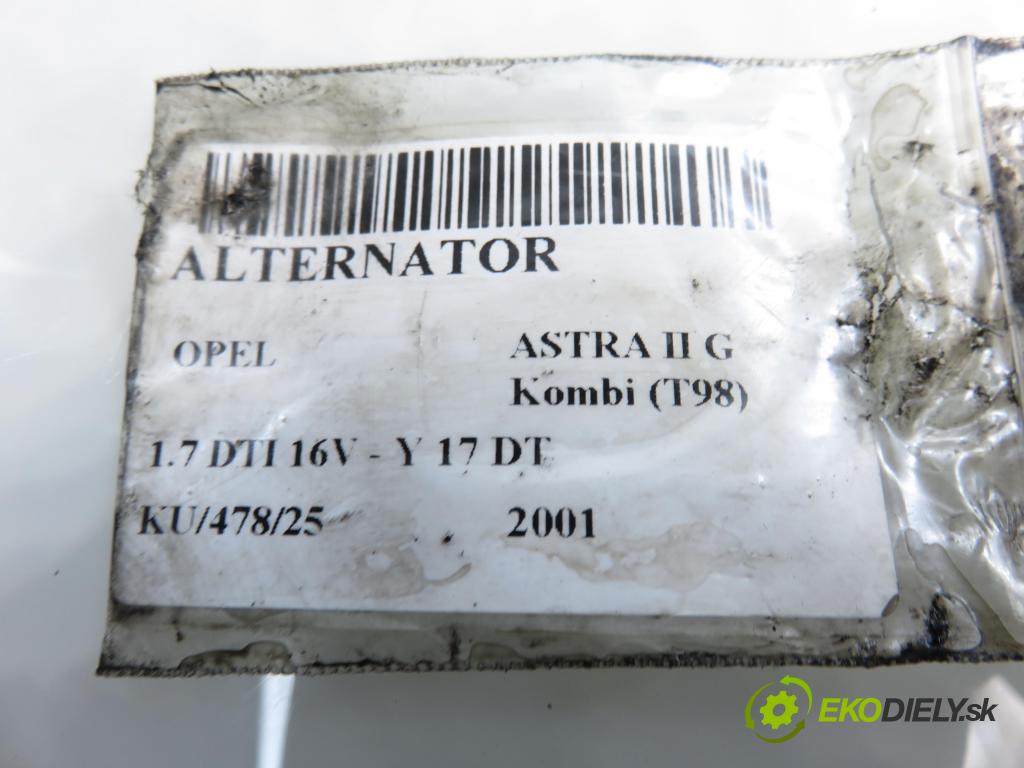 ALTERNATOR
OPEL ASTRA II G
Kombi (T98)
1.7 DTI 16V - Y 17 DT
KU/478/25 2001
EKODIELY.sk